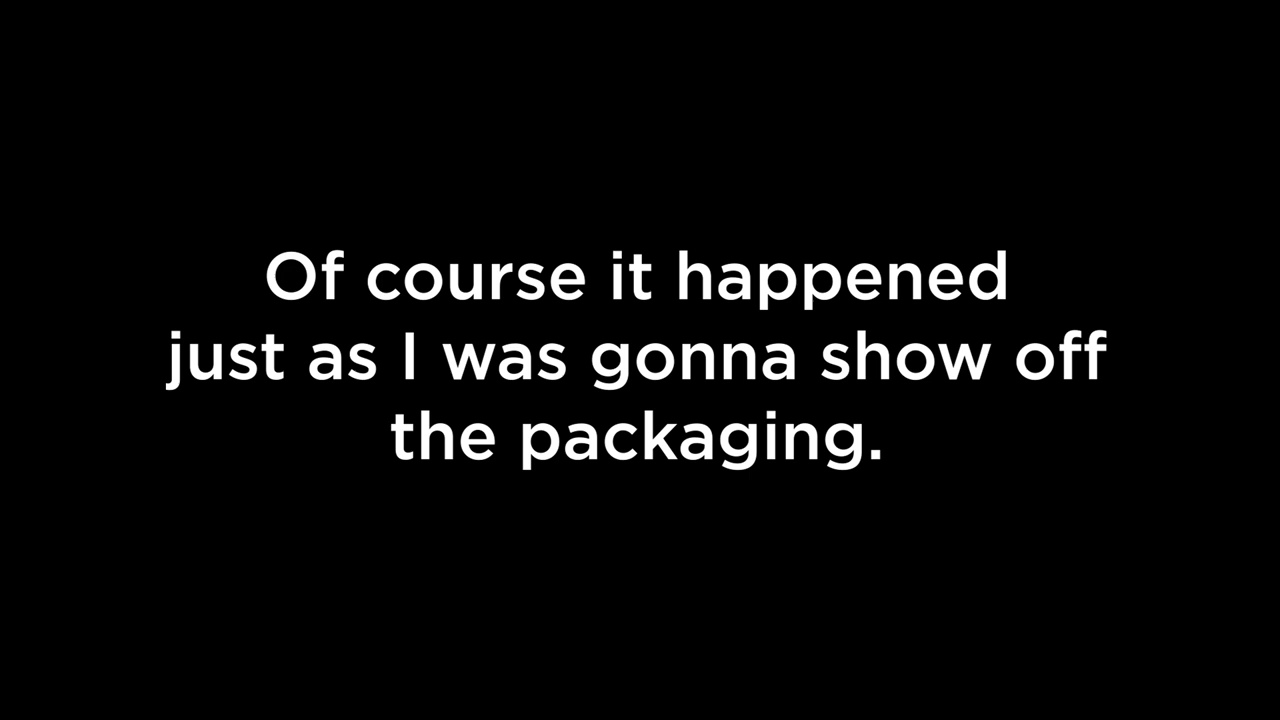 Of course it happened
just as I was gonna show off
the packaging.